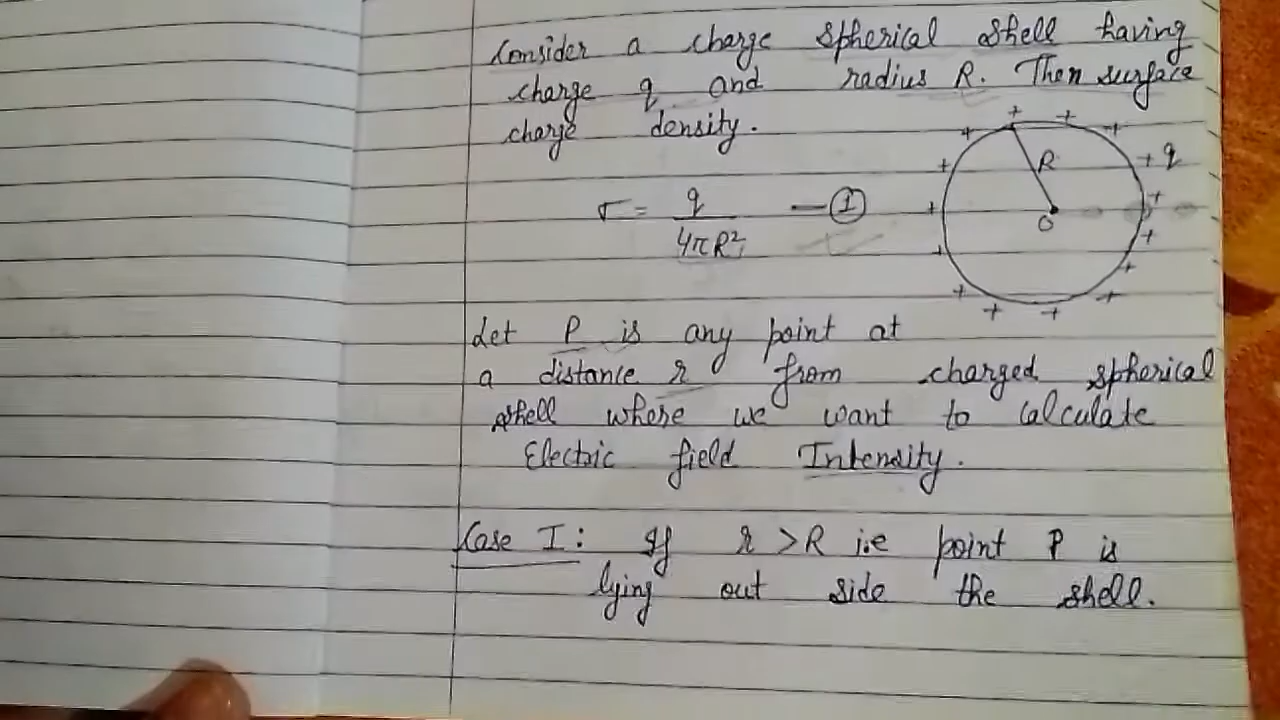 Consider a charge spherical shell having
charge q and radius R. Then surface
charge density.
σ = q / 4πR² — ①
+ + + + + + + + + + + + + + +
R
q
O
Let P is any point at
a distance r from charged spherical
shell where we want to calculate
Electric field Intensity.
Case I: If r > R i.e point P is
lying out side the shell.